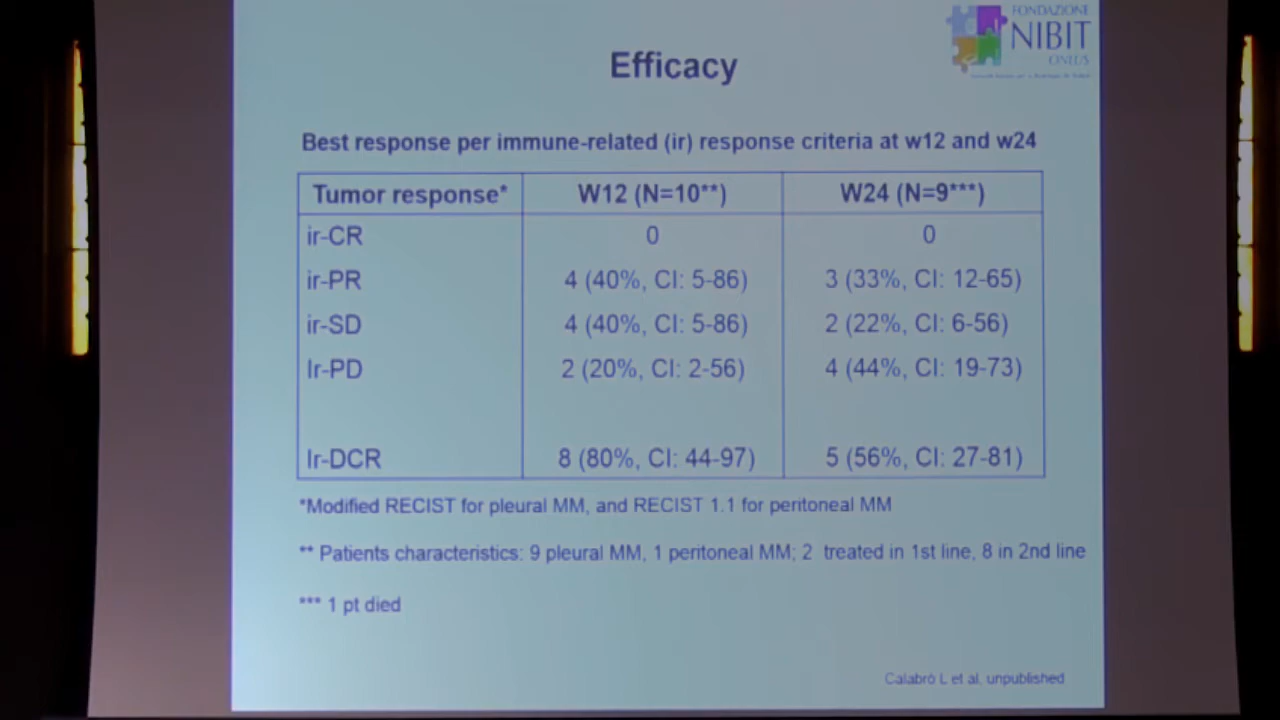 FONDAZIONE
NIBIT
ONLUS
Efficacy
Best response per immune-related (ir) response criteria at w12 and w24
Tumor response* W12 (N=10**) W24 (N=9***)
ir-CR 0 0
ir-PR 4 (40%, CI: 5-86) 3 (33%, CI: 12-65)
ir-SD 4 (40%, CI: 5-86) 2 (22%, CI: 6-56)
Ir-PD 2 (20%, CI: 2-56) 4 (44%, CI: 19-73)
Ir-DCR 8 (80%, CI: 44-97) 5 (56%, CI: 27-81)
*Modified RECIST for pleural MM, and RECIST 1.1 for peritoneal MM
** Patients characteristics: 9 pleural MM, 1 peritoneal MM; 2 treated in 1st line, 8 in 2nd line
*** 1 pt died
Calabrò L et al, unpublished